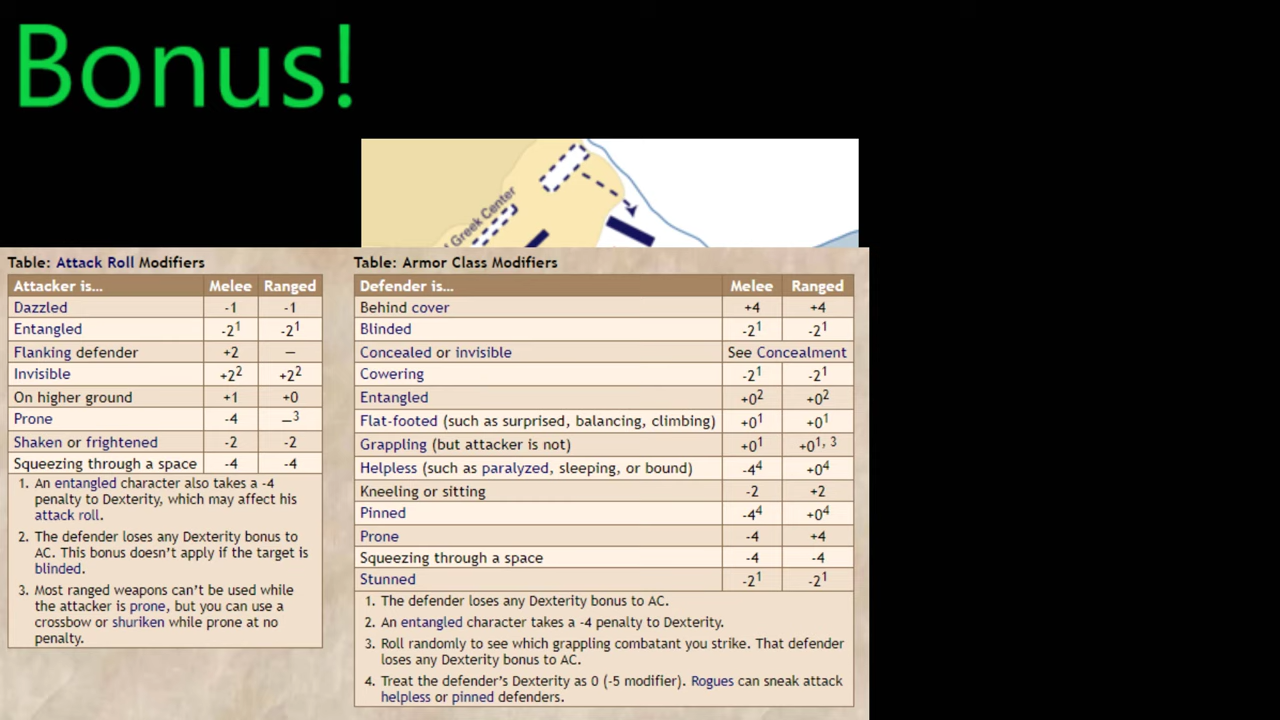 Bonus!
Greek Center
Table: Attack Roll Modifiers
Attacker is... Melee Ranged
Dazzled -1 -1
Entangled -2¹ -2¹
Flanking defender +2 —
Invisible +2² +2²
On higher ground +1 +0
Prone -4 —³
Shaken or frightened -2 -2
Squeezing through a space -4 -4
1. An entangled character also takes a -4
penalty to Dexterity, which may affect his
attack roll.
2. The defender loses any Dexterity bonus to
AC. This bonus doesn't apply if the target is
blinded.
3. Most ranged weapons can't be used while
the attacker is prone, but you can use a
crossbow or shuriken while prone at no
penalty.
Table: Armor Class Modifiers
Defender is... Melee Ranged
Behind cover +4 +4
Blinded -2¹ -2¹
Concealed or invisible See Concealment
Cowering -2¹ -2¹
Entangled +0² +0²
Flat-footed (such as surprised, balancing, climbing) +0¹ +0¹
Grappling (but attacker is not) +0¹ +0¹, ³
Helpless (such as paralyzed, sleeping, or bound) -4⁴ +0⁴
Kneeling or sitting -2 +2
Pinned -4⁴ +0⁴
Prone -4 +4
Squeezing through a space -4 -4
Stunned -2¹ -2¹
1. The defender loses any Dexterity bonus to AC.
2. An entangled character takes a -4 penalty to Dexterity.
3. Roll randomly to see which grappling combatant you strike. That defender
loses any Dexterity bonus to AC.
4. Treat the defender's Dexterity as 0 (-5 modifier). Rogues can sneak attack
helpless or pinned defenders.